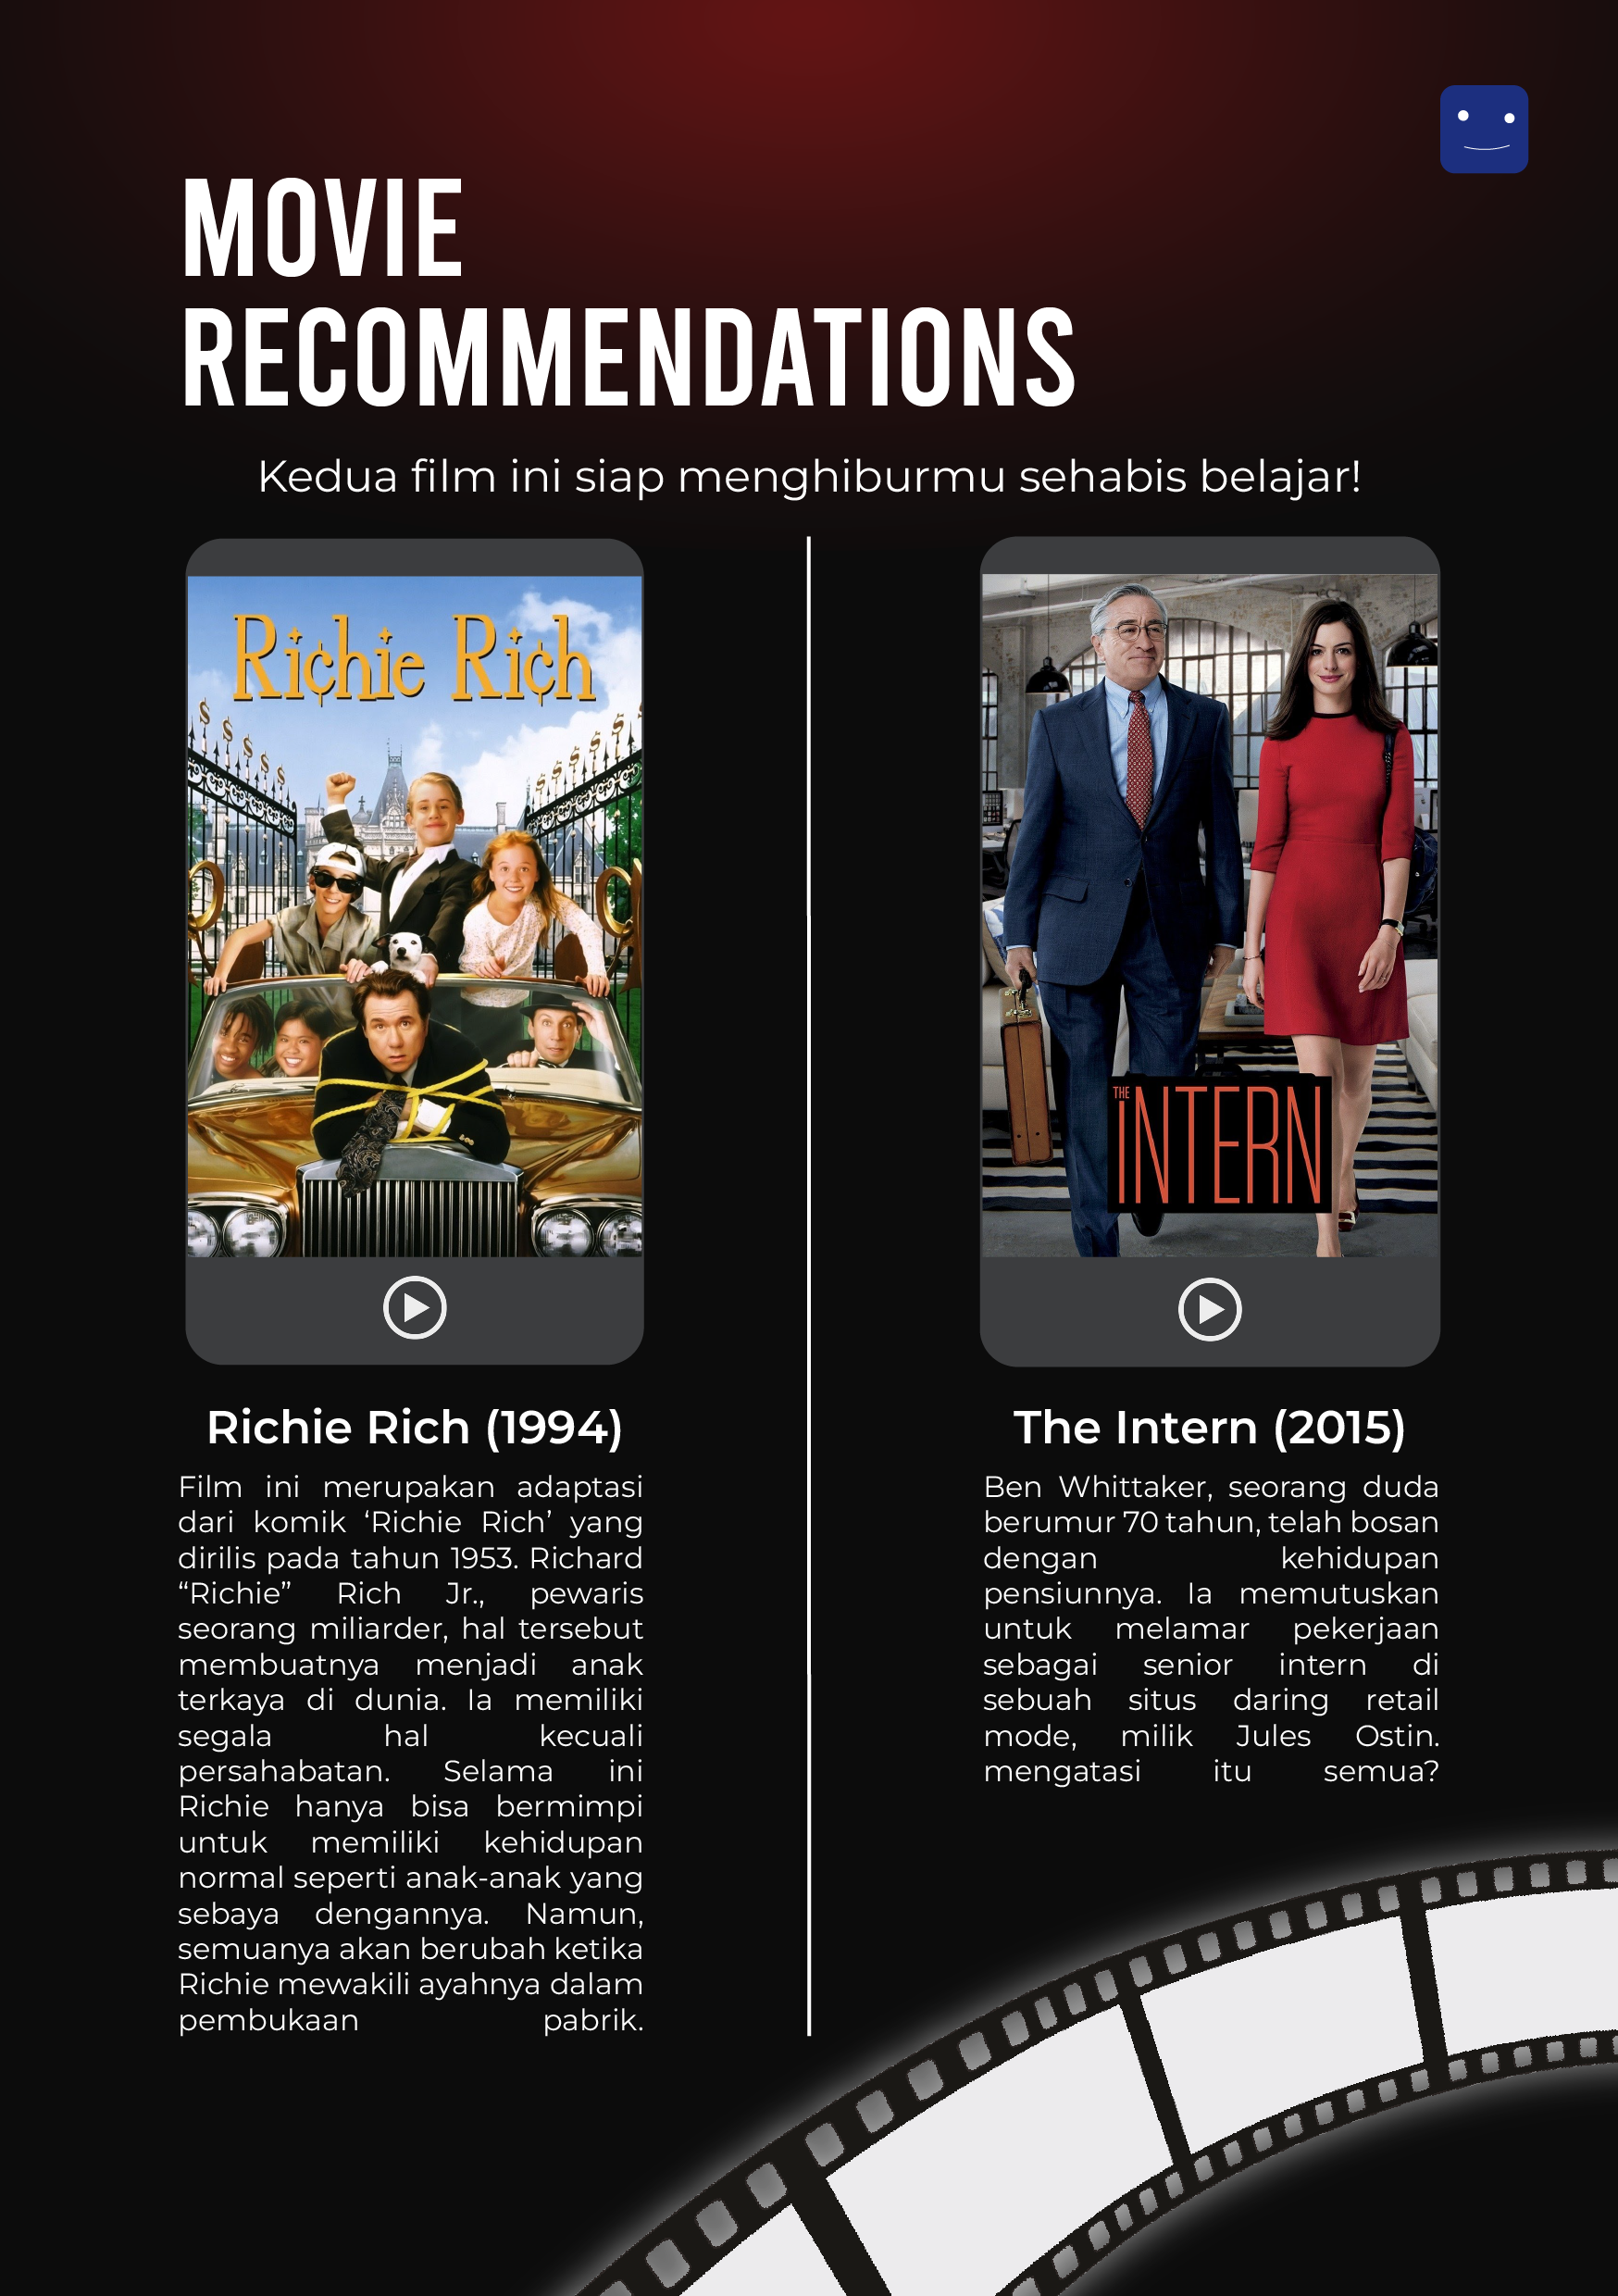 MOVIE
RECOMMENDATIONS
Kedua film ini siap menghiburmu sehabis belajar!
Richie Rich
Richie Rich (1994)
Film ini merupakan adaptasi
dari komik ‘Richie Rich’ yang
dirilis pada tahun 1953. Richard
“Richie” Rich Jr., pewaris
seorang miliarder, hal tersebut
membuatnya menjadi anak
terkaya di dunia. Ia memiliki
segala hal kecuali
persahabatan. Selama ini
Richie hanya bisa bermimpi
untuk memiliki kehidupan
normal seperti anak-anak yang
sebaya dengannya. Namun,
semuanya akan berubah ketika
Richie mewakili ayahnya dalam
pembukaan pabrik.
THE
INTERN
The Intern (2015)
Ben Whittaker, seorang duda
berumur 70 tahun, telah bosan
dengan kehidupan
pensiunnya. Ia memutuskan
untuk melamar pekerjaan
sebagai senior intern di
sebuah situs daring retail
mode, milik Jules Ostin.
mengatasi itu semua?